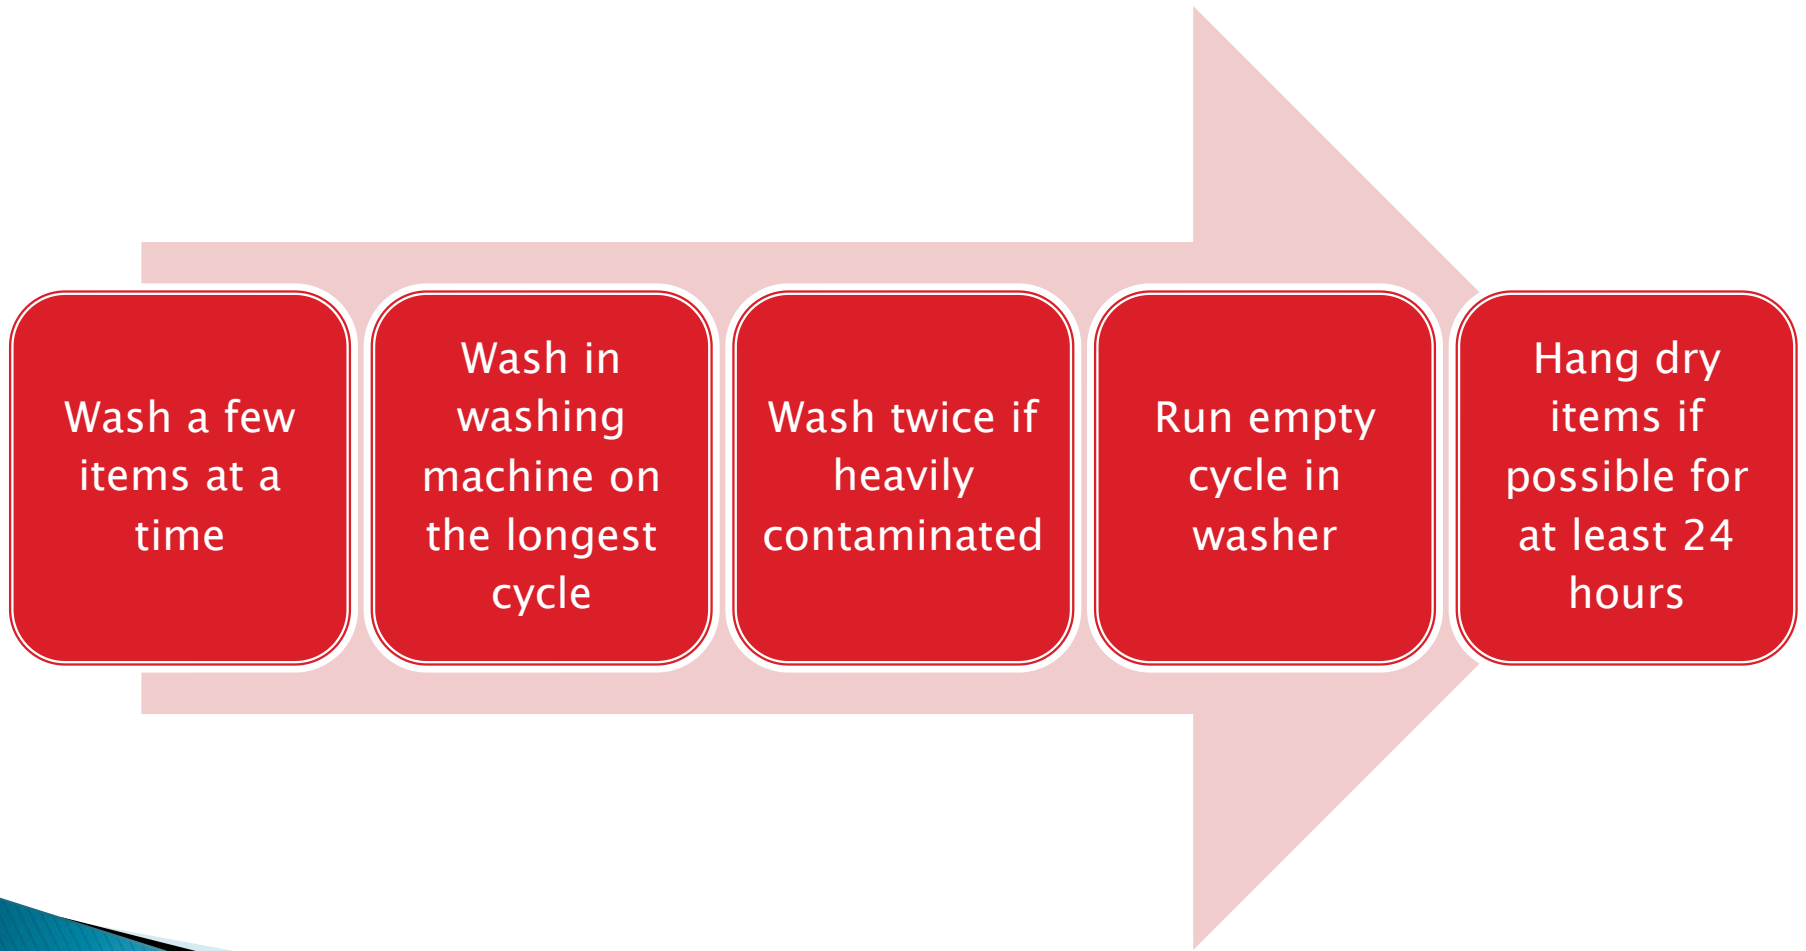 Wash a few
items at a
time
Wash in
washing
machine on
the longest
cycle
Wash twice if
heavily
contaminated
Run empty
cycle in
washer
Hang dry
items if
possible for
at least 24
hours